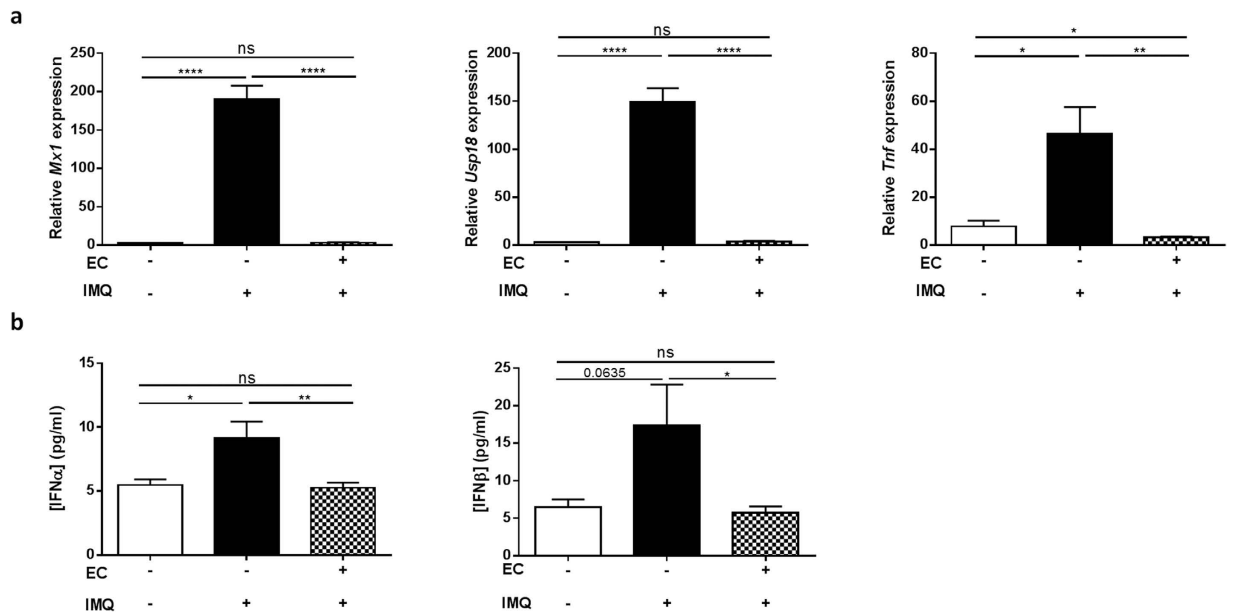 a
Relative Mx1 expression
250
200
150
100
50
0
ns
**** ****
EC - - +
IMQ - + +
Relative Usp18 expression
200
150
100
50
0
ns
**** ****
EC - - +
IMQ - + +
Relative Tnf expression
80
60
40
20
0
*
* **
EC - - +
IMQ - + +
b
[IFNα] (pg/ml)
15
10
5
0
ns
* **
EC - - +
IMQ - + +
[IFNβ] (pg/ml)
25
20
15
10
5
0
ns
0.0635 *
EC - - +
IMQ - + +